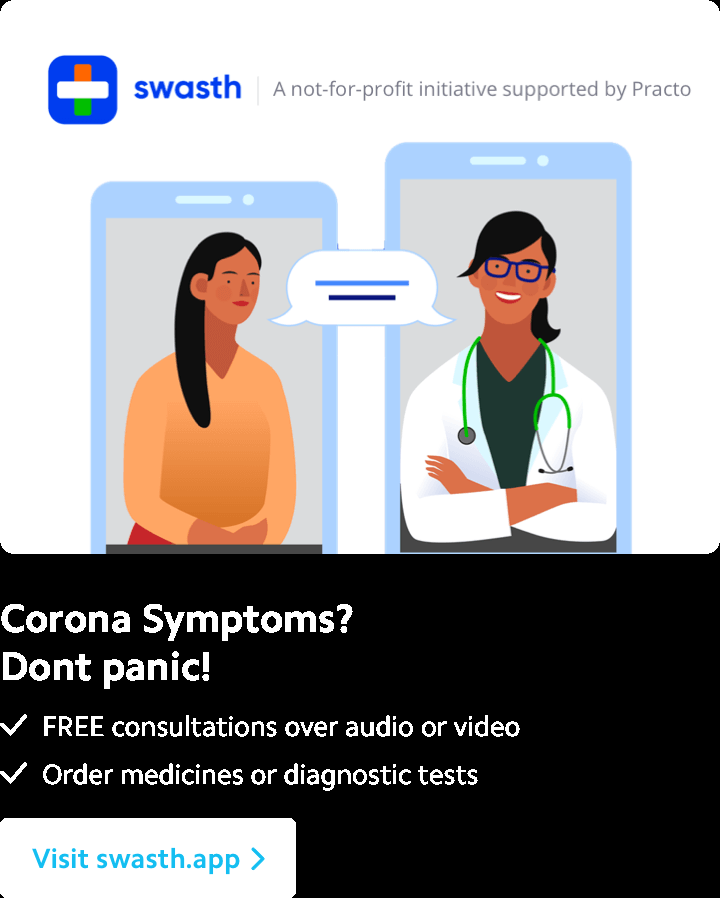 swasth
A not-for-profit initiative supported by Practo
Corona Symptoms?
Dont panic!
FREE consultations over audio or video
Order medicines or diagnostic tests
Visit swasth.app